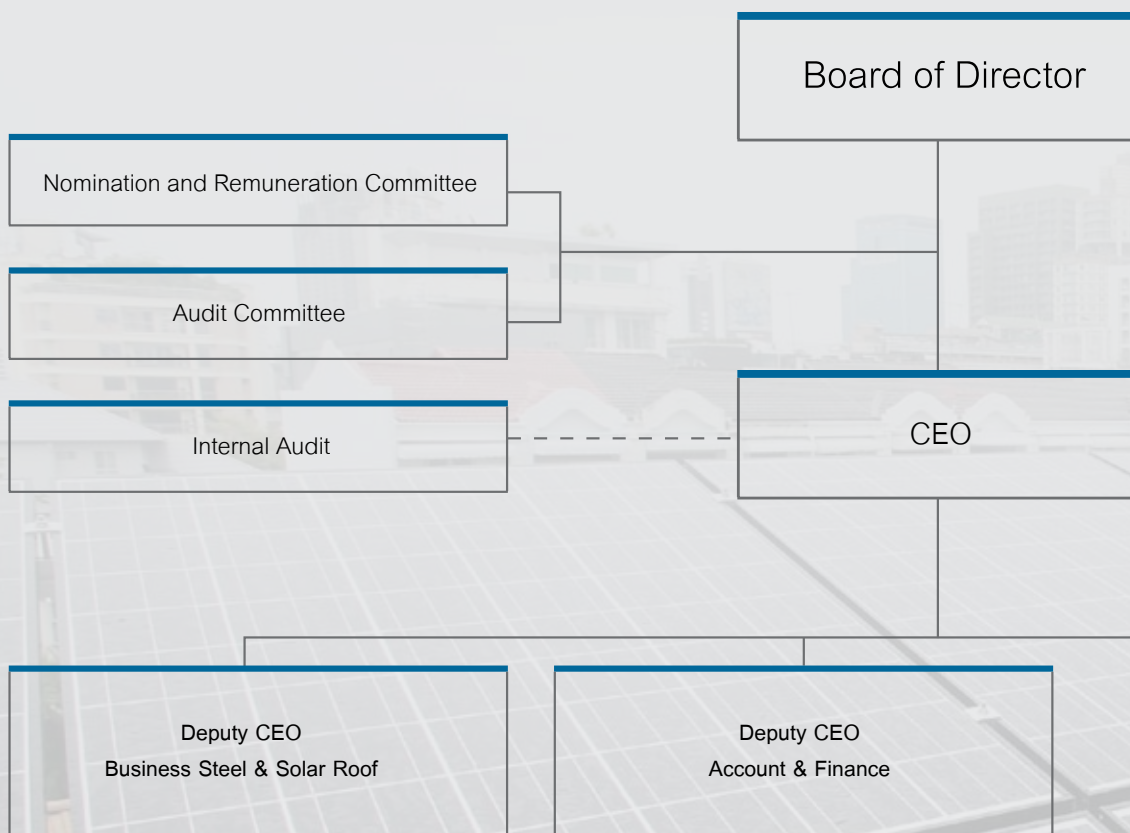 Board of Director
Nomination and Remuneration Committee
Audit Committee
Internal Audit
CEO
Deputy CEO
Business Steel & Solar Roof
Deputy CEO
Account & Finance